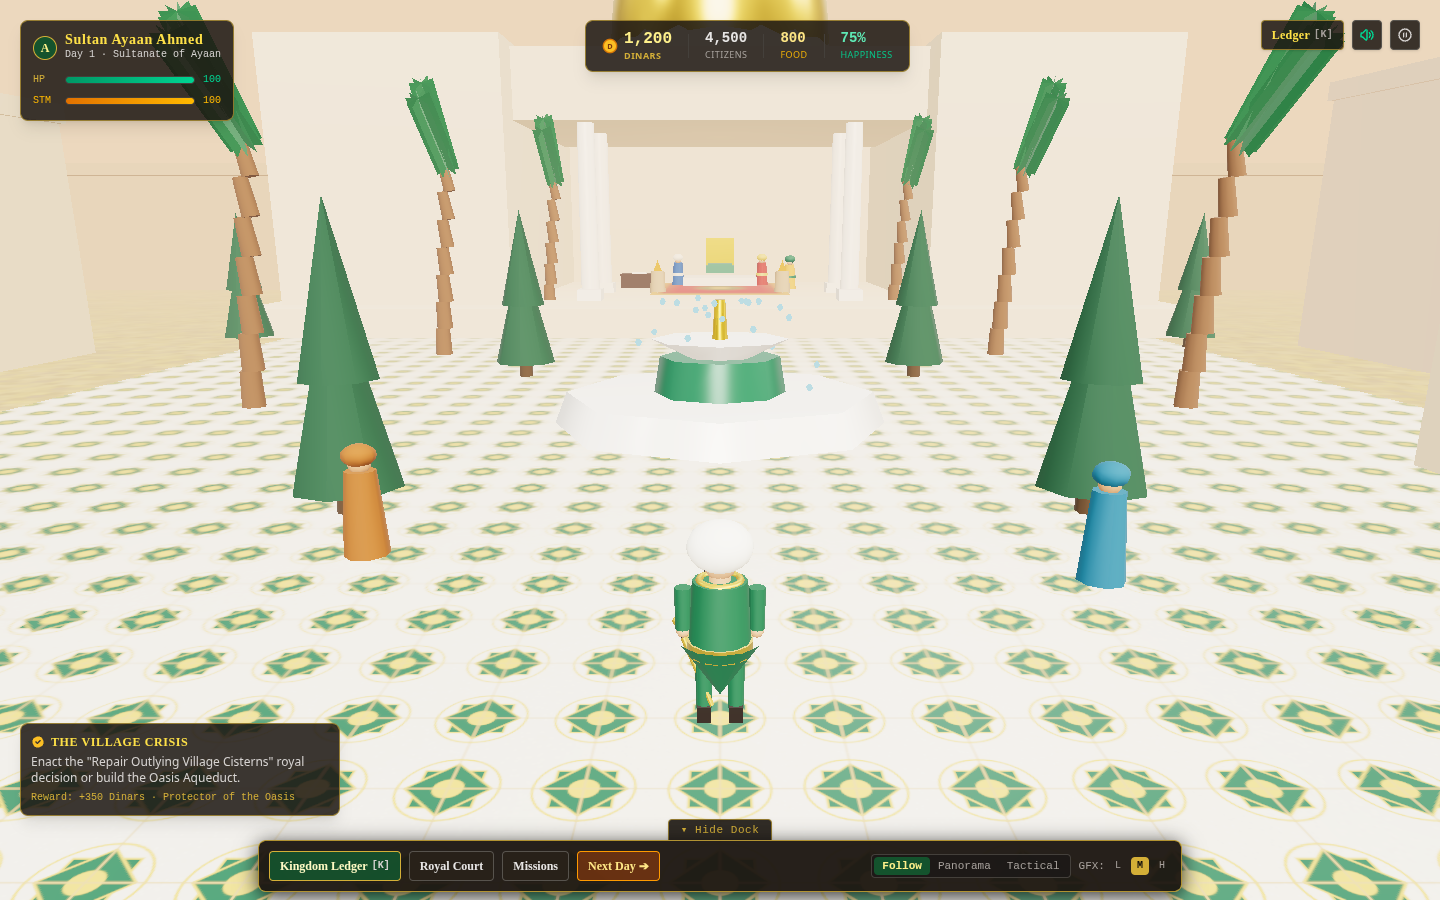 A
Sultan Ayaan Ahmed
Day 1 · Sultanate of Ayaan
HP 100
STM 100
D
1,200 4,500 800 75%
DINARS CITIZENS FOOD HAPPINESS
Ledger [K]
THE VILLAGE CRISIS
Enact the "Repair Outlying Village Cisterns" royal
decision or build the Oasis Aqueduct.
Reward: +350 Dinars · Protector of the Oasis
▾ Hide Dock
Kingdom Ledger [K] Royal Court Missions Next Day ➔ Follow Panorama Tactical GFX: L M H